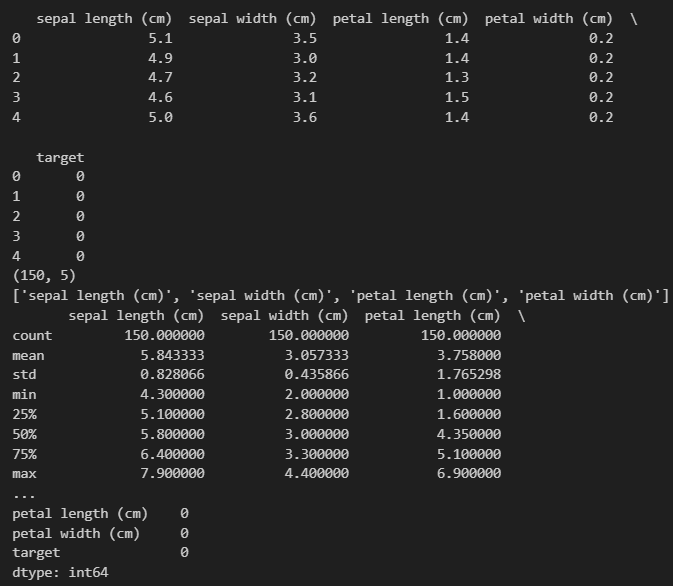 sepal length (cm)  sepal width (cm)  petal length (cm)  petal width (cm)  \
0                5.1               3.5                1.4               0.2
1                4.9               3.0                1.4               0.2
2                4.7               3.2                1.3               0.2
3                4.6               3.1                1.5               0.2
4                5.0               3.6                1.4               0.2

   target
0       0
1       0
2       0
3       0
4       0
(150, 5)
['sepal length (cm)', 'sepal width (cm)', 'petal length (cm)', 'petal width (cm)']
       sepal length (cm)  sepal width (cm)  petal length (cm)  \
count         150.000000        150.000000         150.000000
mean            5.843333          3.057333           3.758000
std             0.828066          0.435866           1.765298
min             4.300000          2.000000           1.000000
25%             5.100000          2.800000           1.600000
50%             5.800000          3.000000           4.350000
75%             6.400000          3.300000           5.100000
max             7.900000          4.400000           6.900000
...
petal length (cm)    0
petal width (cm)     0
target               0
dtype: int64